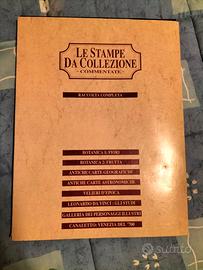 LE STAMPE
DA COLLEZIONE
- COMMENTATE -
RACCOLTA COMPLETA
BOTANICA 1: FIORI
BOTANICA 2: FRUTTA
ANTICHE CARTE GEOGRAFICHE
ANTICHE CARTE ASTRONOMICHE
VELIERI D'EPOCA
LEONARDO DA VINCI: GLI STUDI
GALLERIA DEI PERSONAGGI ILLUSTRI
CANALETTO: VENEZIA DEL '700
subito